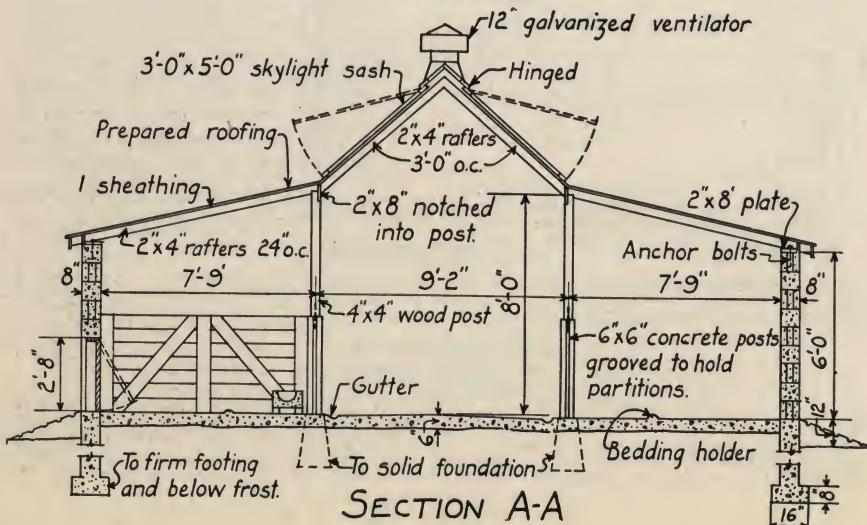 12" galvanized ventilator
3'-0"x5'-0" skylight sash
Hinged
Prepared roofing
2"x4" rafters
3'-0" o.c.
1 sheathing
2"x8" notched
into post.
2"x8' plate
2"x4" rafters 24" o.c.
Anchor bolts
8"
7'-9'
9'-2"
7'-9"
8"
8'-0"
4"x4" wood post
6"x6" concrete posts
grooved to hold
partitions.
6'-0"
2'-8"
Gutter
6"
12"
Bedding holder
To firm footing
and below frost.
To solid foundation
8"
16"
SECTION A-A